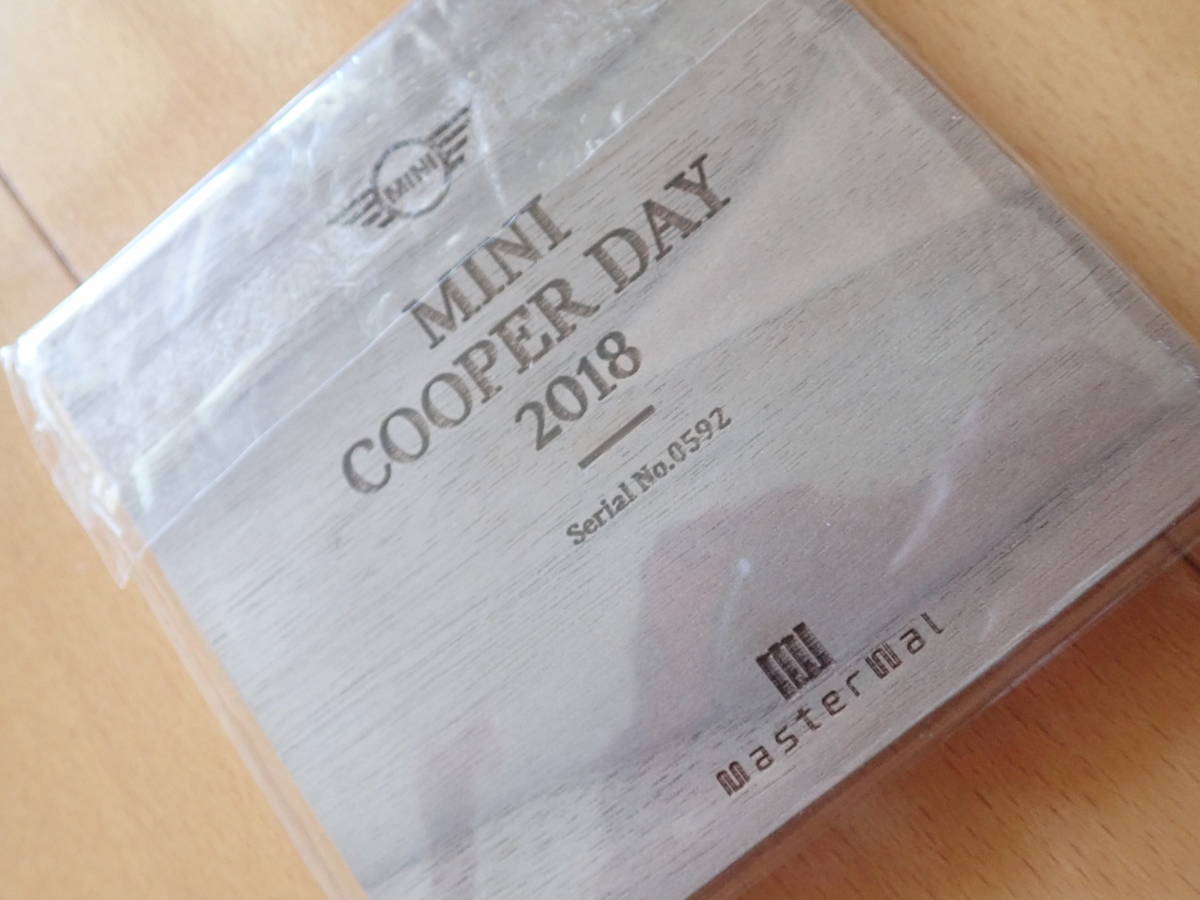 MINI
MINI
COOPER DAY
2018
Serial No.0592
masterwal